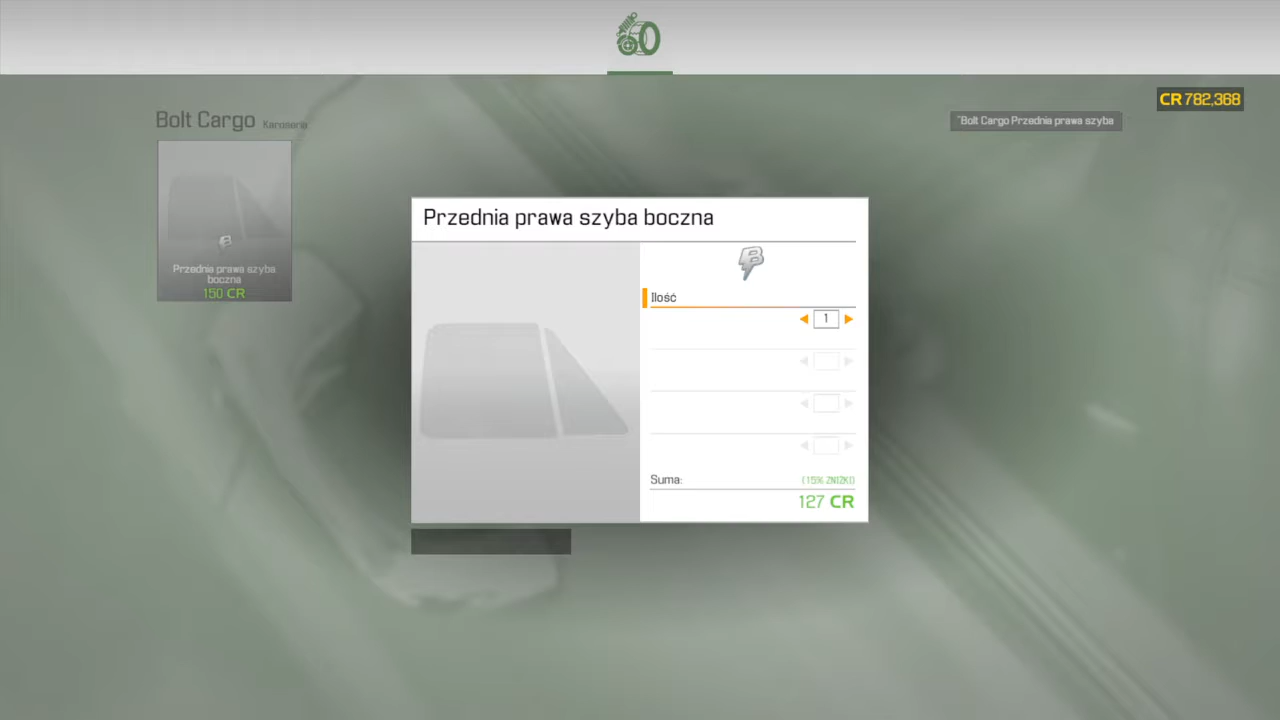 CR 782,368
Bolt Cargo Karoseria
"Bolt Cargo Przednia prawa szyba
Przednia prawa szyba
boczna
150 CR
Przednia prawa szyba boczna
Ilość
1
Suma:
(15% ZNIŻKI)
127 CR